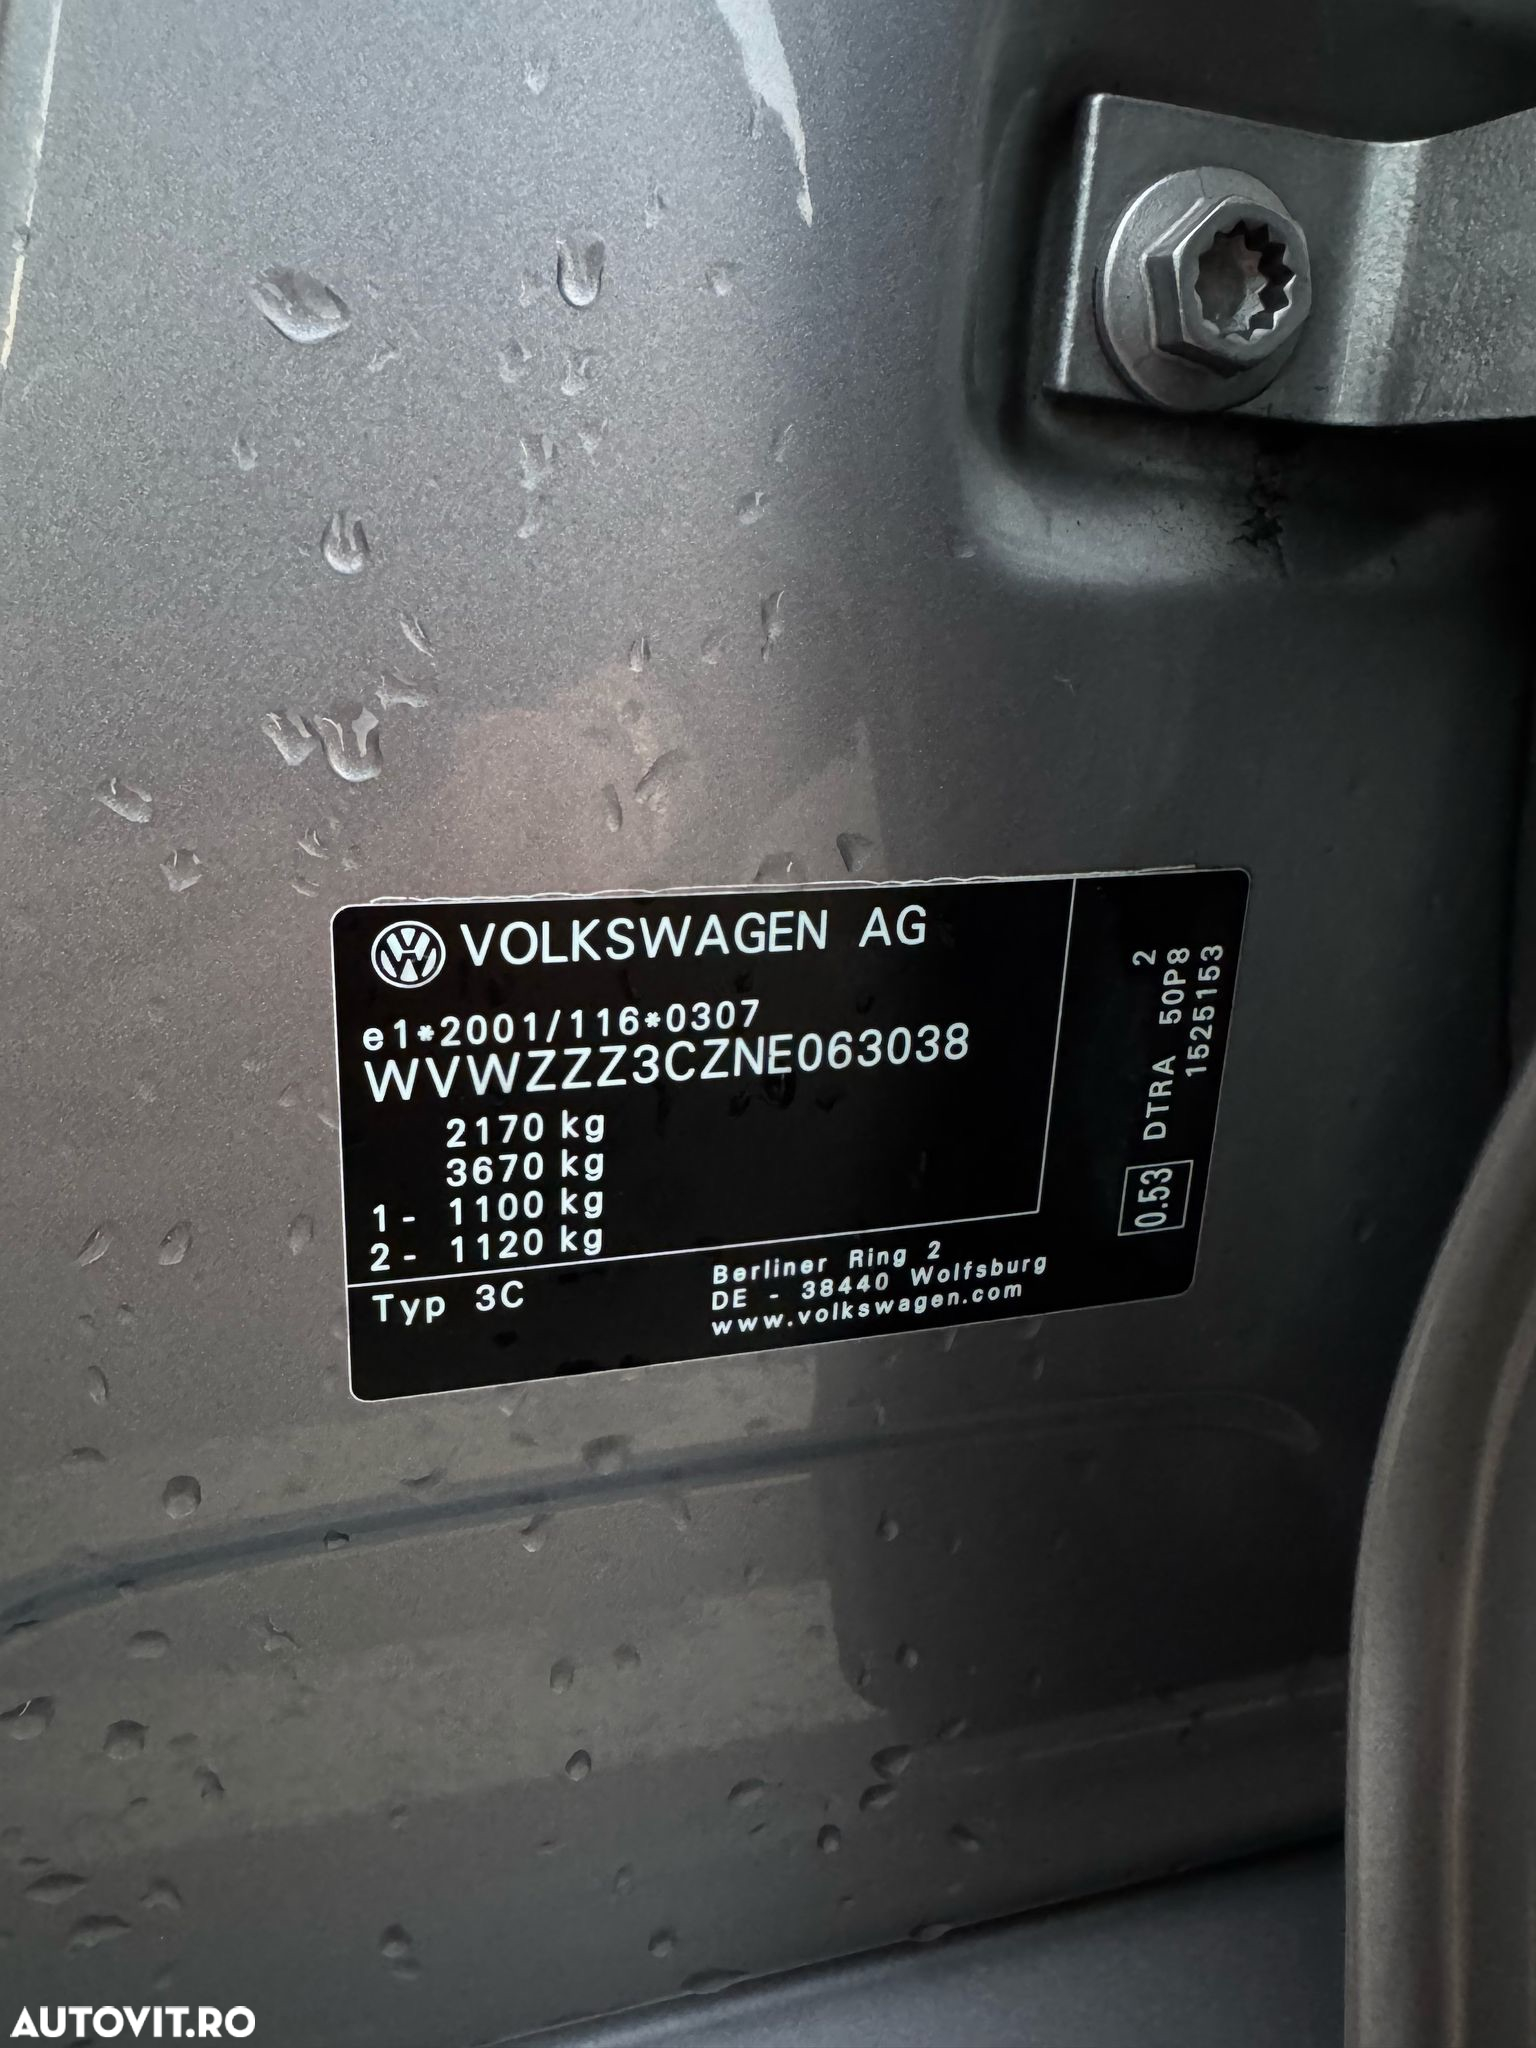 VOLKSWAGEN AG
e1*2001/116*0307
WVWZZZ3CZNE063038
2170 kg
3670 kg
1- 1100 kg
2- 1120 kg
Typ 3C
Berliner Ring 2
DE - 38440 Wolfsburg
www.volkswagen.com
0.53 DTRA 50P8 2
1525153
AUTOVIT.RO